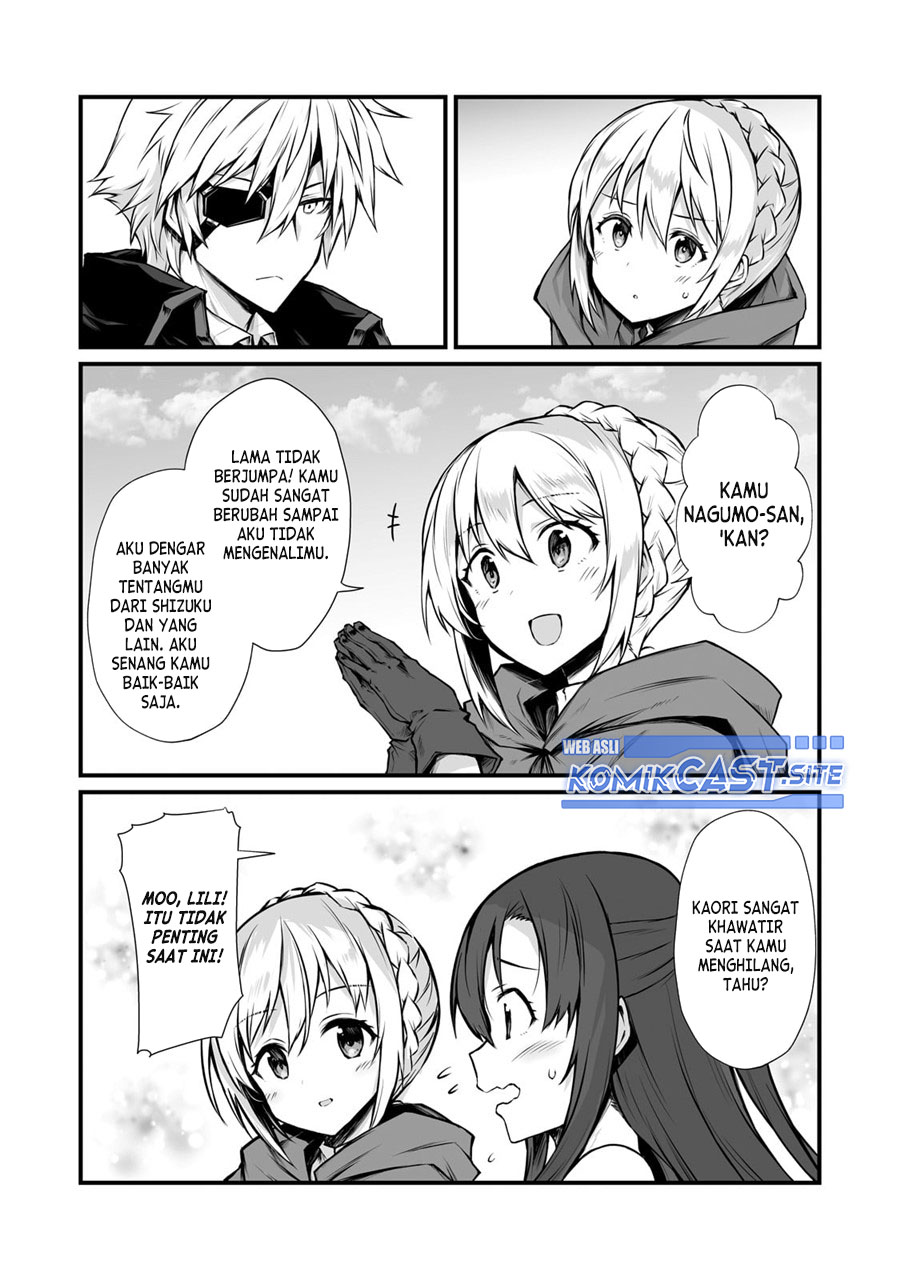 KAMU
NAGUMO-SAN,
'KAN?
LAMA TIDAK
BERJUMPA! KAMU
SUDAH SANGAT
BERUBAH SAMPAI
AKU TIDAK
MENGENALIMU.
AKU DENGAR
BANYAK
TENTANGMU
DARI SHIZUKU
DAN YANG
LAIN. AKU
SENANG KAMU
BAIK-BAIK
SAJA.
WEB ASLI
KOMIKCAST.SITE
KAORI SANGAT
KHAWATIR
SAAT KAMU
MENGHILANG,
TAHU?
MOO, LILI!
ITU TIDAK
PENTING
SAAT INI!